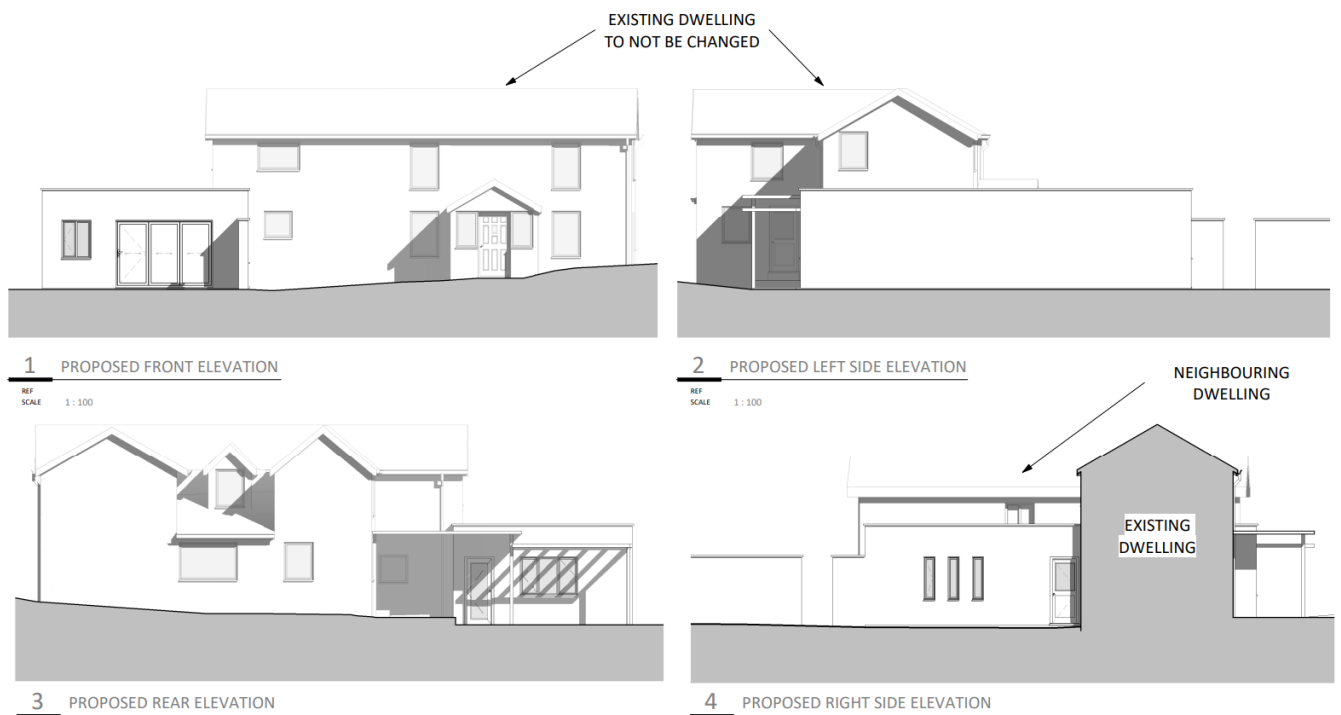 EXISTING DWELLING
TO NOT BE CHANGED
1 PROPOSED FRONT ELEVATION
REF
SCALE 1 : 100
2 PROPOSED LEFT SIDE ELEVATION
REF
SCALE 1 : 100
NEIGHBOURING
DWELLING
EXISTING
DWELLING
3 PROPOSED REAR ELEVATION
4 PROPOSED RIGHT SIDE ELEVATION